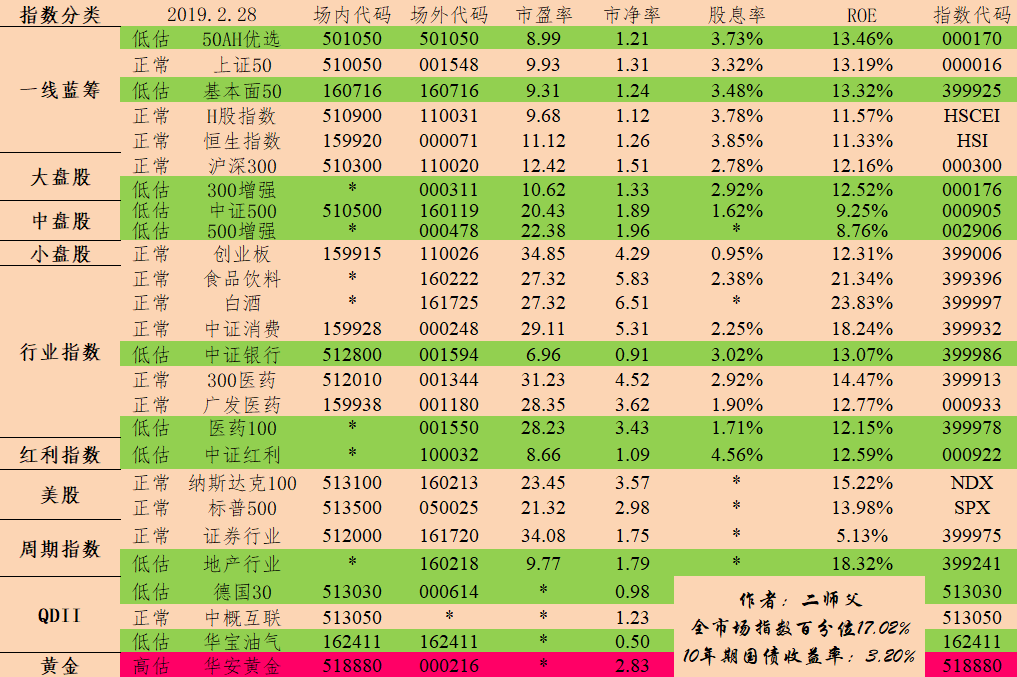 指数分类 2019.2.28 场内代码 场外代码 市盈率 市净率 股息率 ROE 指数代码
一线蓝筹
低估 50AH优选 501050 501050 8.99 1.21 3.73% 13.46% 000170
正常 上证50 510050 001548 9.93 1.31 3.32% 13.19% 000016
低估 基本面50 160716 160716 9.31 1.24 3.48% 13.32% 399925
正常 H股指数 510900 110031 9.68 1.12 3.78% 11.57% HSCEI
正常 恒生指数 159920 000071 11.12 1.26 3.85% 11.33% HSI
大盘股
正常 沪深300 510300 110020 12.42 1.51 2.78% 12.16% 000300
低估 300增强 * 000311 10.62 1.33 2.92% 12.52% 000176
中盘股
低估 中证500 510500 160119 20.43 1.89 1.62% 9.25% 000905
低估 500增强 * 000478 22.38 1.96 * 8.76% 002906
小盘股 正常 创业板 159915 110026 34.85 4.29 0.95% 12.31% 399006
行业指数
正常 食品饮料 * 160222 27.32 5.83 2.38% 21.34% 399396
正常 白酒 * 161725 27.32 6.51 * 23.83% 399997
正常 中证消费 159928 000248 29.11 5.31 2.25% 18.24% 399932
低估 中证银行 512800 001594 6.96 0.91 3.02% 13.07% 399986
正常 300医药 512010 001344 31.23 4.52 2.92% 14.47% 399913
正常 广发医药 159938 001180 28.35 3.62 1.90% 12.77% 000933
低估 医药100 * 001550 28.23 3.43 1.71% 12.15% 399978
红利指数 低估 中证红利 * 100032 8.66 1.09 4.56% 12.59% 000922
美股
正常 纳斯达克100 513100 160213 23.45 3.57 * 15.22% NDX
正常 标普500 513500 050025 21.32 2.98 * 13.98% SPX
周期指数
正常 证券行业 512000 161720 34.08 1.75 * 5.13% 399975
低估 地产行业 * 160218 9.77 1.79 * 18.32% 399241
QDII
低估 德国30 513030 000614 * 0.98 513030
正常 中概互联 513050 * * 1.23 513050
低估 华宝油气 162411 162411 * 0.50 162411
黄金 高估 华安黄金 518880 000216 * 2.83 518880
作者：二师父
全市场指数百分位17.02%
10年期国债收益率：3.20%